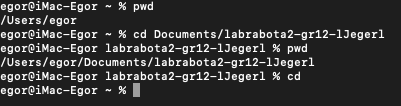 egor@iMac-Egor ~ % pwd
/Users/egor
egor@iMac-Egor ~ % cd Documents/labrabota2-gr12-lJegerl
egor@iMac-Egor labrabota2-gr12-lJegerl % pwd
/Users/egor/Documents/labrabota2-gr12-lJegerl
egor@iMac-Egor labrabota2-gr12-lJegerl % cd
egor@iMac-Egor ~ %